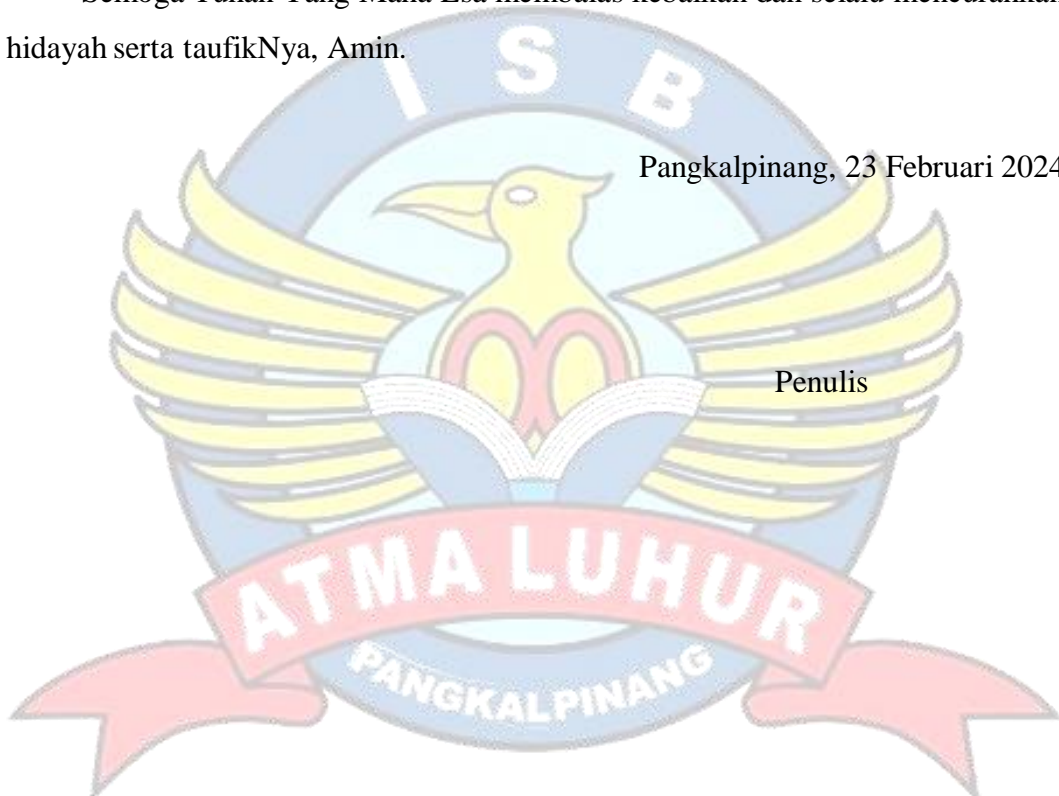 Semoga Tuhan Yang Maha Esa membalas kebaikan dan selalu mencurahkan
hidayah serta taufikNya, Amin.
I S B
Pangkalpinang, 23 Februari 2024
Penulis
ATMA LUHUR
PANGKALPINANG